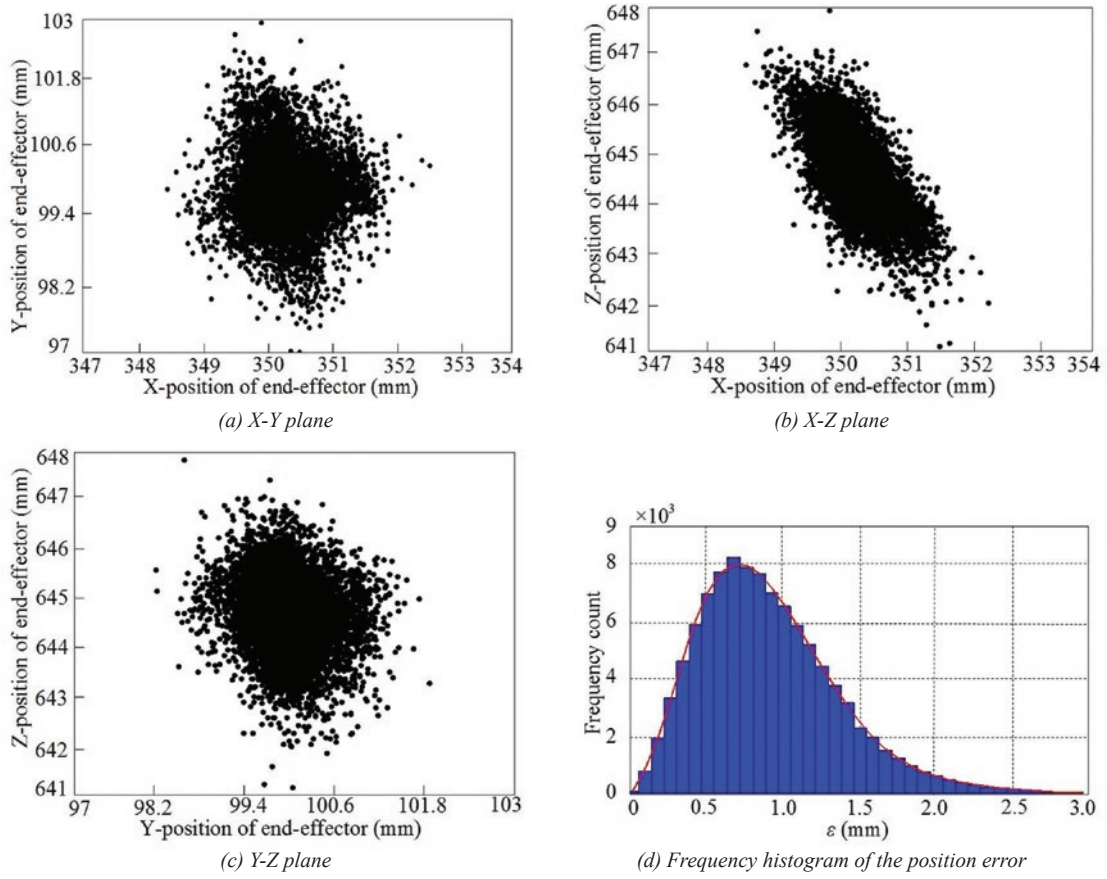 103
101.8
100.6
99.4
98.2
97
Y-position of end-effector (mm)
347 348 349 350 351 352 353 354
X-position of end-effector (mm)
(a) X-Y plane
648
647
646
645
644
643
642
641
Z-position of end-effector (mm)
347 348 349 350 351 352 353 354
X-position of end-effector (mm)
(b) X-Z plane
648
647
646
645
644
643
642
641
Z-position of end-effector (mm)
97 98.2 99.4 100.6 101.8 103
Y-position of end-effector (mm)
(c) Y-Z plane
×10³
9
8
6
4
2
0
Frequency count
0 0.5 1.0 1.5 2.0 2.5 3.0
ε (mm)
(d) Frequency histogram of the position error